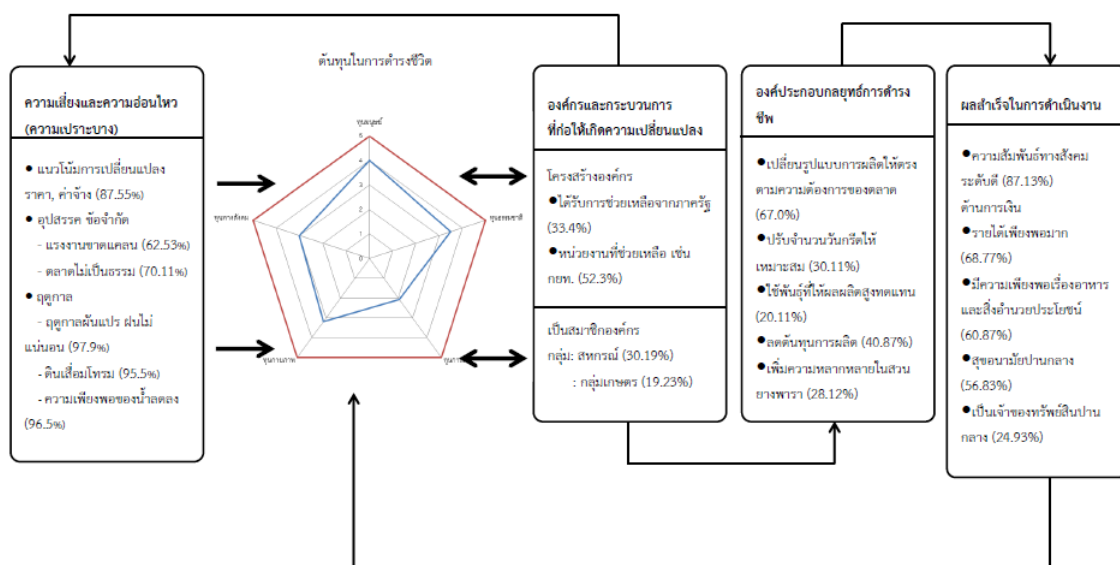 ต้นทุนในการดำรงชีวิต
ความเสี่ยงและความอ่อนไหว
(ความเปราะบาง)
● แนวโน้มการเปลี่ยนแปลง
ราคา, ค่าจ้าง (87.55%)
● อุปสรรค ข้อจำกัด
- แรงงานขาดแคลน (62.53%)
- ตลาดไม่เป็นธรรม (70.11%)
● ฤดูกาล
- ฤดูกาลผันแปร ฝนไม่
แน่นอน (97.9%)
- ดินเสื่อมโทรม (95.5%)
- ความเพียงพอของน้ำลดลง
(96.5%)
ทุนมนุษย์
5
4
3
2
1
0
ทุนธรรมชาติ
ทุนกายภาพ
ทุนทางสังคม
องค์กรและกระบวนการ
ที่ก่อให้เกิดความเปลี่ยนแปลง
โครงสร้างองค์กร
●ได้รับการช่วยเหลือจากภาครัฐ
(33.4%)
●หน่วยงานที่ช่วยเหลือ เช่น
กยท. (52.3%)
เป็นสมาชิกองค์กร
กลุ่ม: สหกรณ์ (30.19%)
: กลุ่มเกษตร (19.23%)
องค์ประกอบกลยุทธ์การดำรง
ชีพ
●เปลี่ยนรูปแบบการผลิตให้ตรง
ตามความต้องการของตลาด
(67.0%)
●ปรับจำนวนวันกรีดให้
เหมาะสม (30.11%)
●ใช้พันธุ์ที่ให้ผลผลิตสูงทดแทน
(20.11%)
●ลดต้นทุนการผลิต (40.87%)
●เพิ่มความหลากหลายในสวน
ยางพารา (28.12%)
ผลสำเร็จในการดำเนินงาน
●ความสัมพันธ์ทางสังคม
ระดับดี (87.13%)
ด้านการเงิน
●รายได้เพียงพอมาก
(68.77%)
●มีความเพียงพอเรื่องอาหาร
และสิ่งอำนวยประโยชน์
(60.87%)
●สุขอนามัยปานกลาง
(56.83%)
●เป็นเจ้าของทรัพย์สินปาน
กลาง (24.93%)